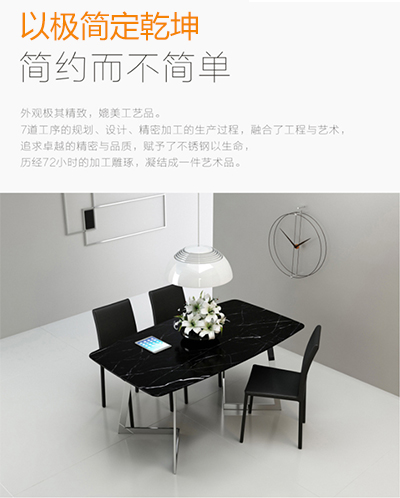 以极简定乾坤
简约而不简单
外观极其精致，媲美工艺品。
7道工序的规划、设计、精密加工的生产过程，融合了工程与艺术，
追求卓越的精密与品质，赋予了不锈钢以生命，
历经72小时的加工雕琢，凝结成一件艺术品。